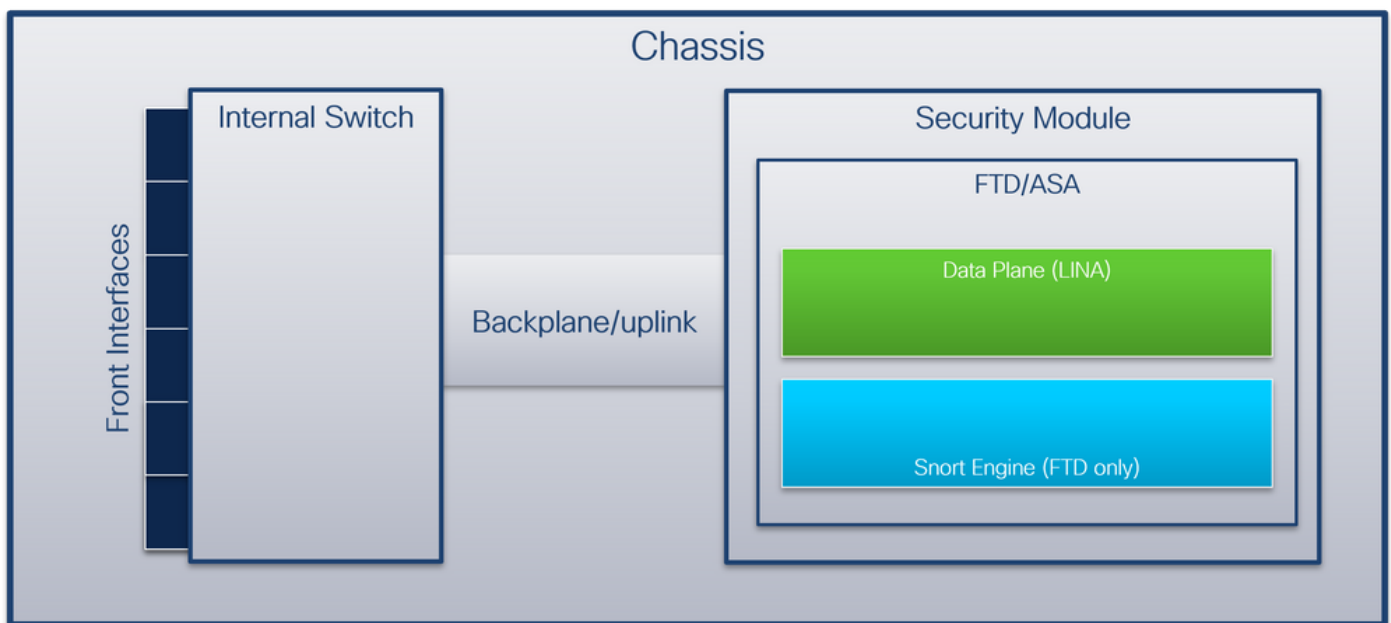 Chassis
Internal Switch
Security Module
FTD/ASA
Front Interfaces
Backplane/uplink
Data Plane (LINA)
Snort Engine (FTD only)